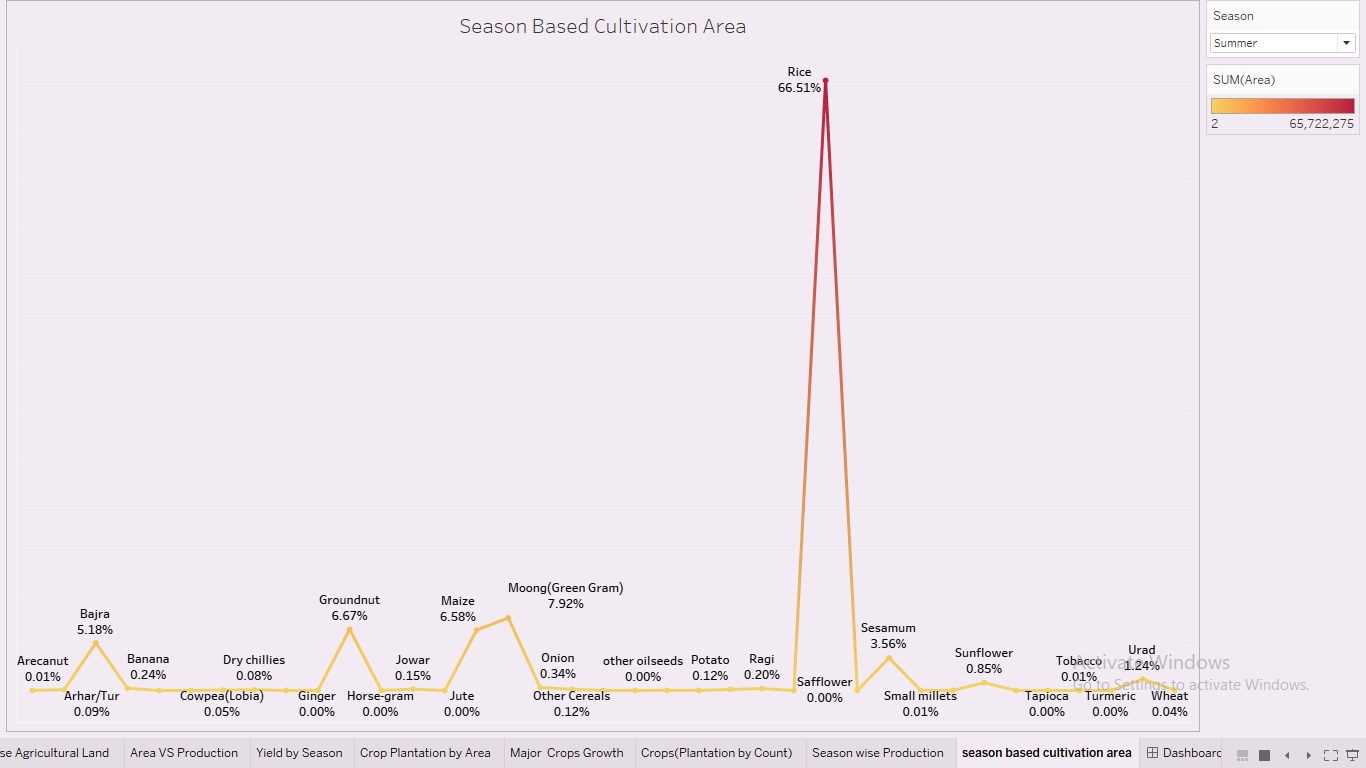 Season Based Cultivation Area
Season
Summer
SUM(Area)
2 65,722,275
Rice
66.51%
Moong(Green Gram)
7.92%
Groundnut
6.67%
Maize
6.58%
Bajra
5.18%
Sesamum
3.56%
Arecanut
0.01%
Banana
0.24%
Dry chillies
0.08%
Jowar
0.15%
Onion
0.34%
other oilseeds
0.00%
Potato
0.12%
Ragi
0.20%
Sunflower
0.85%
Tobacco
0.01%
Urad
1.24%
Arhar/Tur
0.09%
Cowpea(Lobia)
0.05%
Ginger
0.00%
Horse-gram
0.00%
Jute
0.00%
Other Cereals
0.12%
Safflower
0.00%
Small millets
0.01%
Tapioca
0.00%
Turmeric
0.00%
Wheat
0.04%
Activate Windows
Go to Settings to activate Windows.
se Agricultural Land Area VS Production Yield by Season Crop Plantation by Area Major Crops Growth Crops(Plantation by Count) Season wise Production season based cultivation area Dashboard